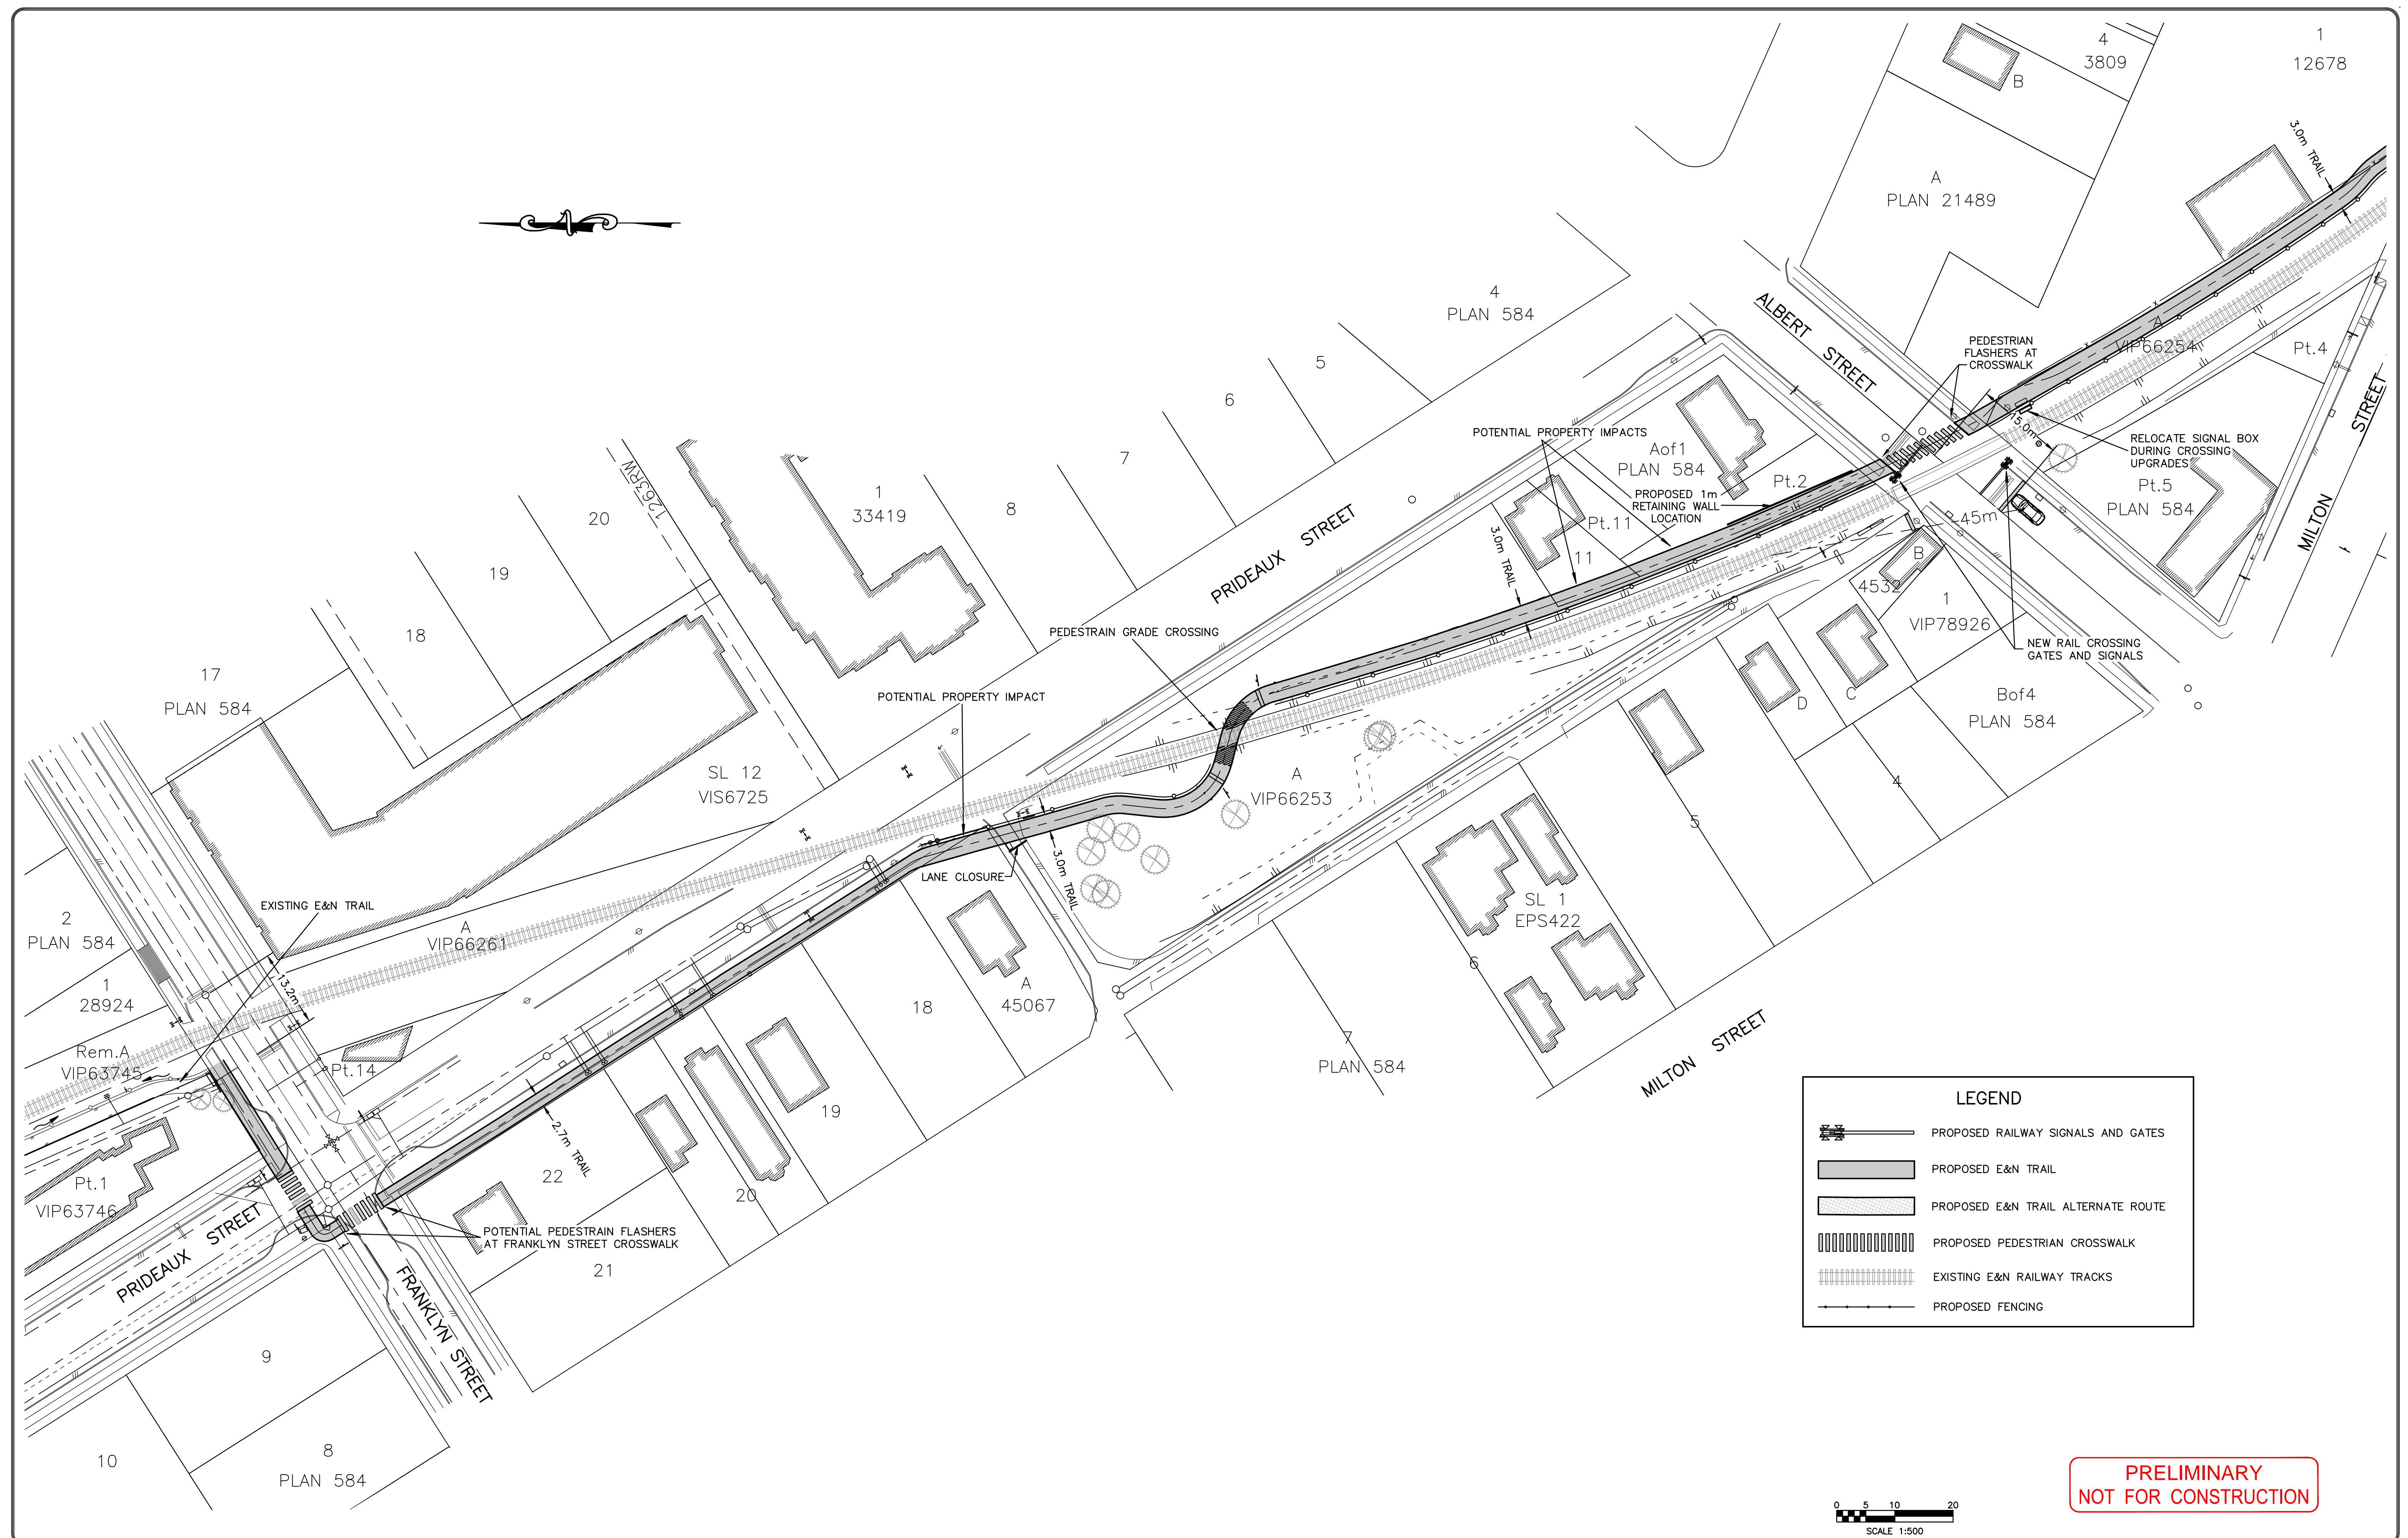 1
12678
4
3809
B
3.0m TRAIL
A
PLAN 21489
4
PLAN 584
5
6
7
8
ALBERT STREET
PEDESTRIAN
FLASHERS AT
CROSSWALK
A
VIP66254
Pt.4
MILTON STREET
15.0m
RELOCATE SIGNAL BOX
DURING CROSSING
UPGRADES
Pt.5
PLAN 584
POTENTIAL PROPERTY IMPACTS
Aof1
PLAN 584
Pt.2
PROPOSED 1m
RETAINING WALL
LOCATION
Pt.11
11
3.0m TRAIL
~45m
B
4532
1
VIP78926
NEW RAIL CROSSING
GATES AND SIGNALS
Bof4
PLAN 584
C
D
4
5
PRIDEAUX STREET
12263RW
1
33419
20
19
18
17
PLAN 584
PEDESTRAIN GRADE CROSSING
POTENTIAL PROPERTY IMPACT
SL 12
VIS6725
A
VIP66253
LANE CLOSURE
3.0m TRAIL
SL 1
EPS422
6
7
PLAN 584
MILTON STREET
EXISTING E&N TRAIL
2
PLAN 584
1
28924
A
VIP66261
13.2m
Rem.A
VIP63745
Pt.14
A
45067
18
19
20
2.7m TRAIL
22
21
Pt.1
VIP63746
PRIDEAUX STREET
POTENTIAL PEDESTRAIN FLASHERS
AT FRANKLYN STREET CROSSWALK
FRANKLYN STREET
9
10
8
PLAN 584
LEGEND
PROPOSED RAILWAY SIGNALS AND GATES
PROPOSED E&N TRAIL
PROPOSED E&N TRAIL ALTERNATE ROUTE
PROPOSED PEDESTRIAN CROSSWALK
EXISTING E&N RAILWAY TRACKS
PROPOSED FENCING
PRELIMINARY
NOT FOR CONSTRUCTION
0 5 10 20
SCALE 1:500